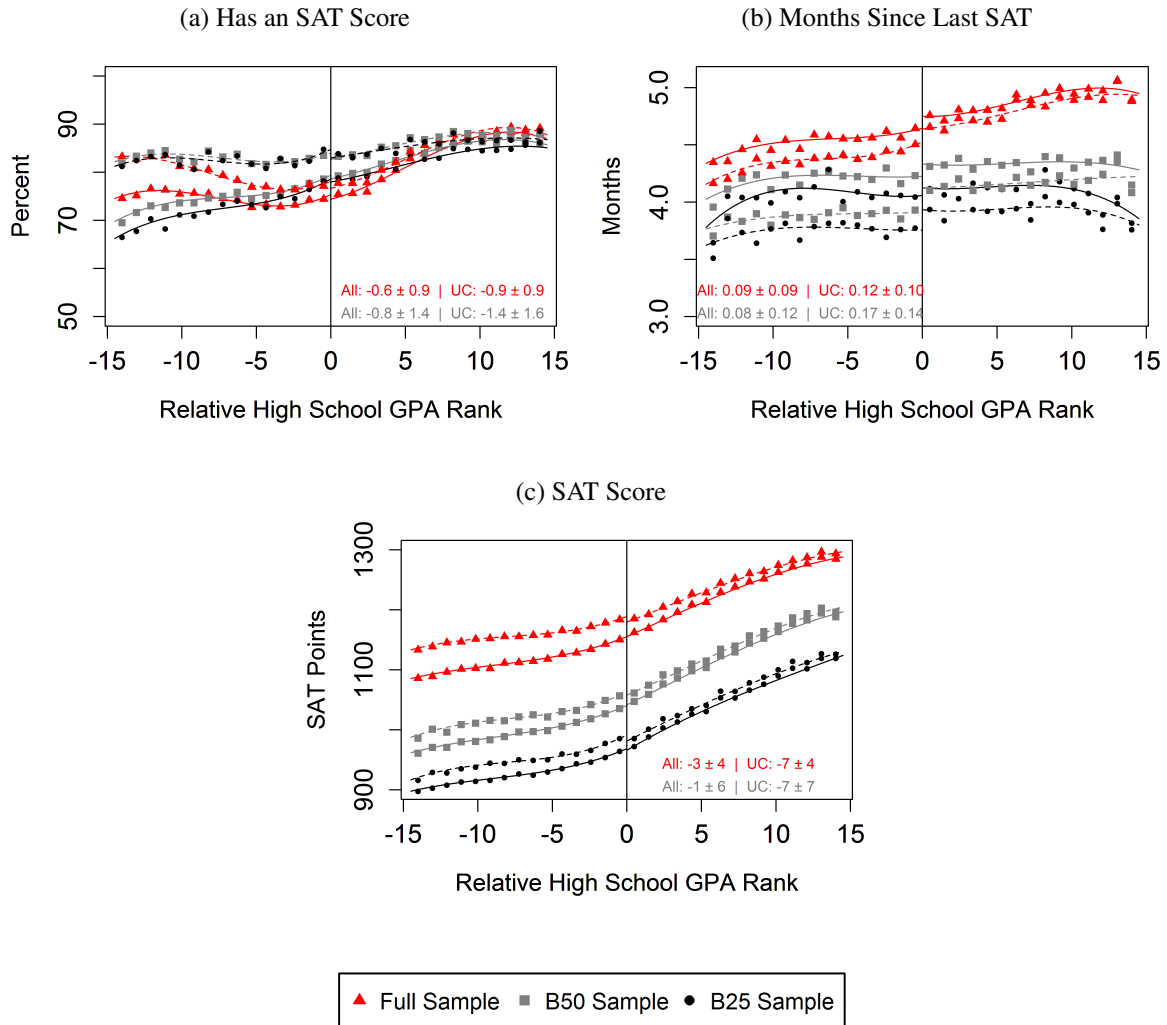 (a) Has an SAT Score
Percent
90
70
50
-15 -10 -5 0 5 10 15
All: -0.6 ± 0.9 | UC: -0.9 ± 0.9
All: -0.8 ± 1.4 | UC: -1.4 ± 1.6
Relative High School GPA Rank
(b) Months Since Last SAT
Months
5.0
4.0
3.0
-15 -10 -5 0 5 10 15
All: 0.09 ± 0.09 | UC: 0.12 ± 0.10
All: 0.08 ± 0.12 | UC: 0.17 ± 0.14
Relative High School GPA Rank
(c) SAT Score
SAT Points
1300
1100
900
-15 -10 -5 0 5 10 15
All: -3 ± 4 | UC: -7 ± 4
All: -1 ± 6 | UC: -7 ± 7
Relative High School GPA Rank
Full Sample B50 Sample B25 Sample